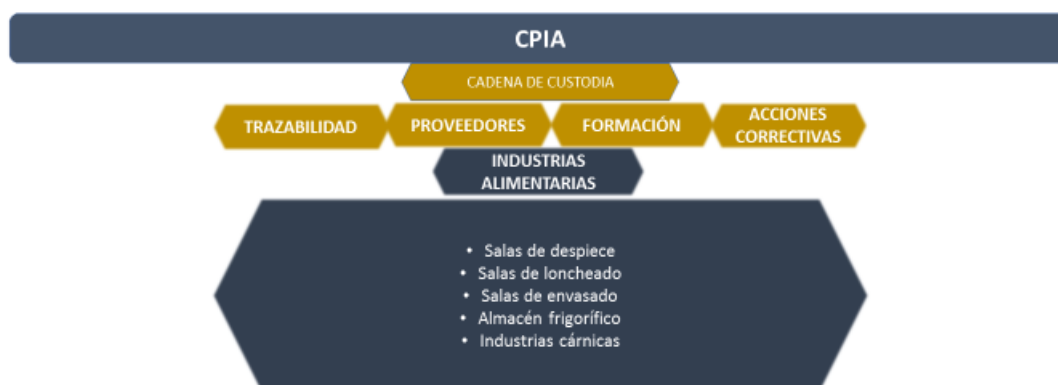 CPIA
CADENA DE CUSTODIA
TRAZABILIDAD
PROVEEDORES
FORMACIÓN
ACCIONES
CORRECTIVAS
INDUSTRIAS
ALIMENTARIAS
• Salas de despiece
• Salas de loncheado
• Salas de envasado
• Almacén frigorífico
• Industrias cárnicas